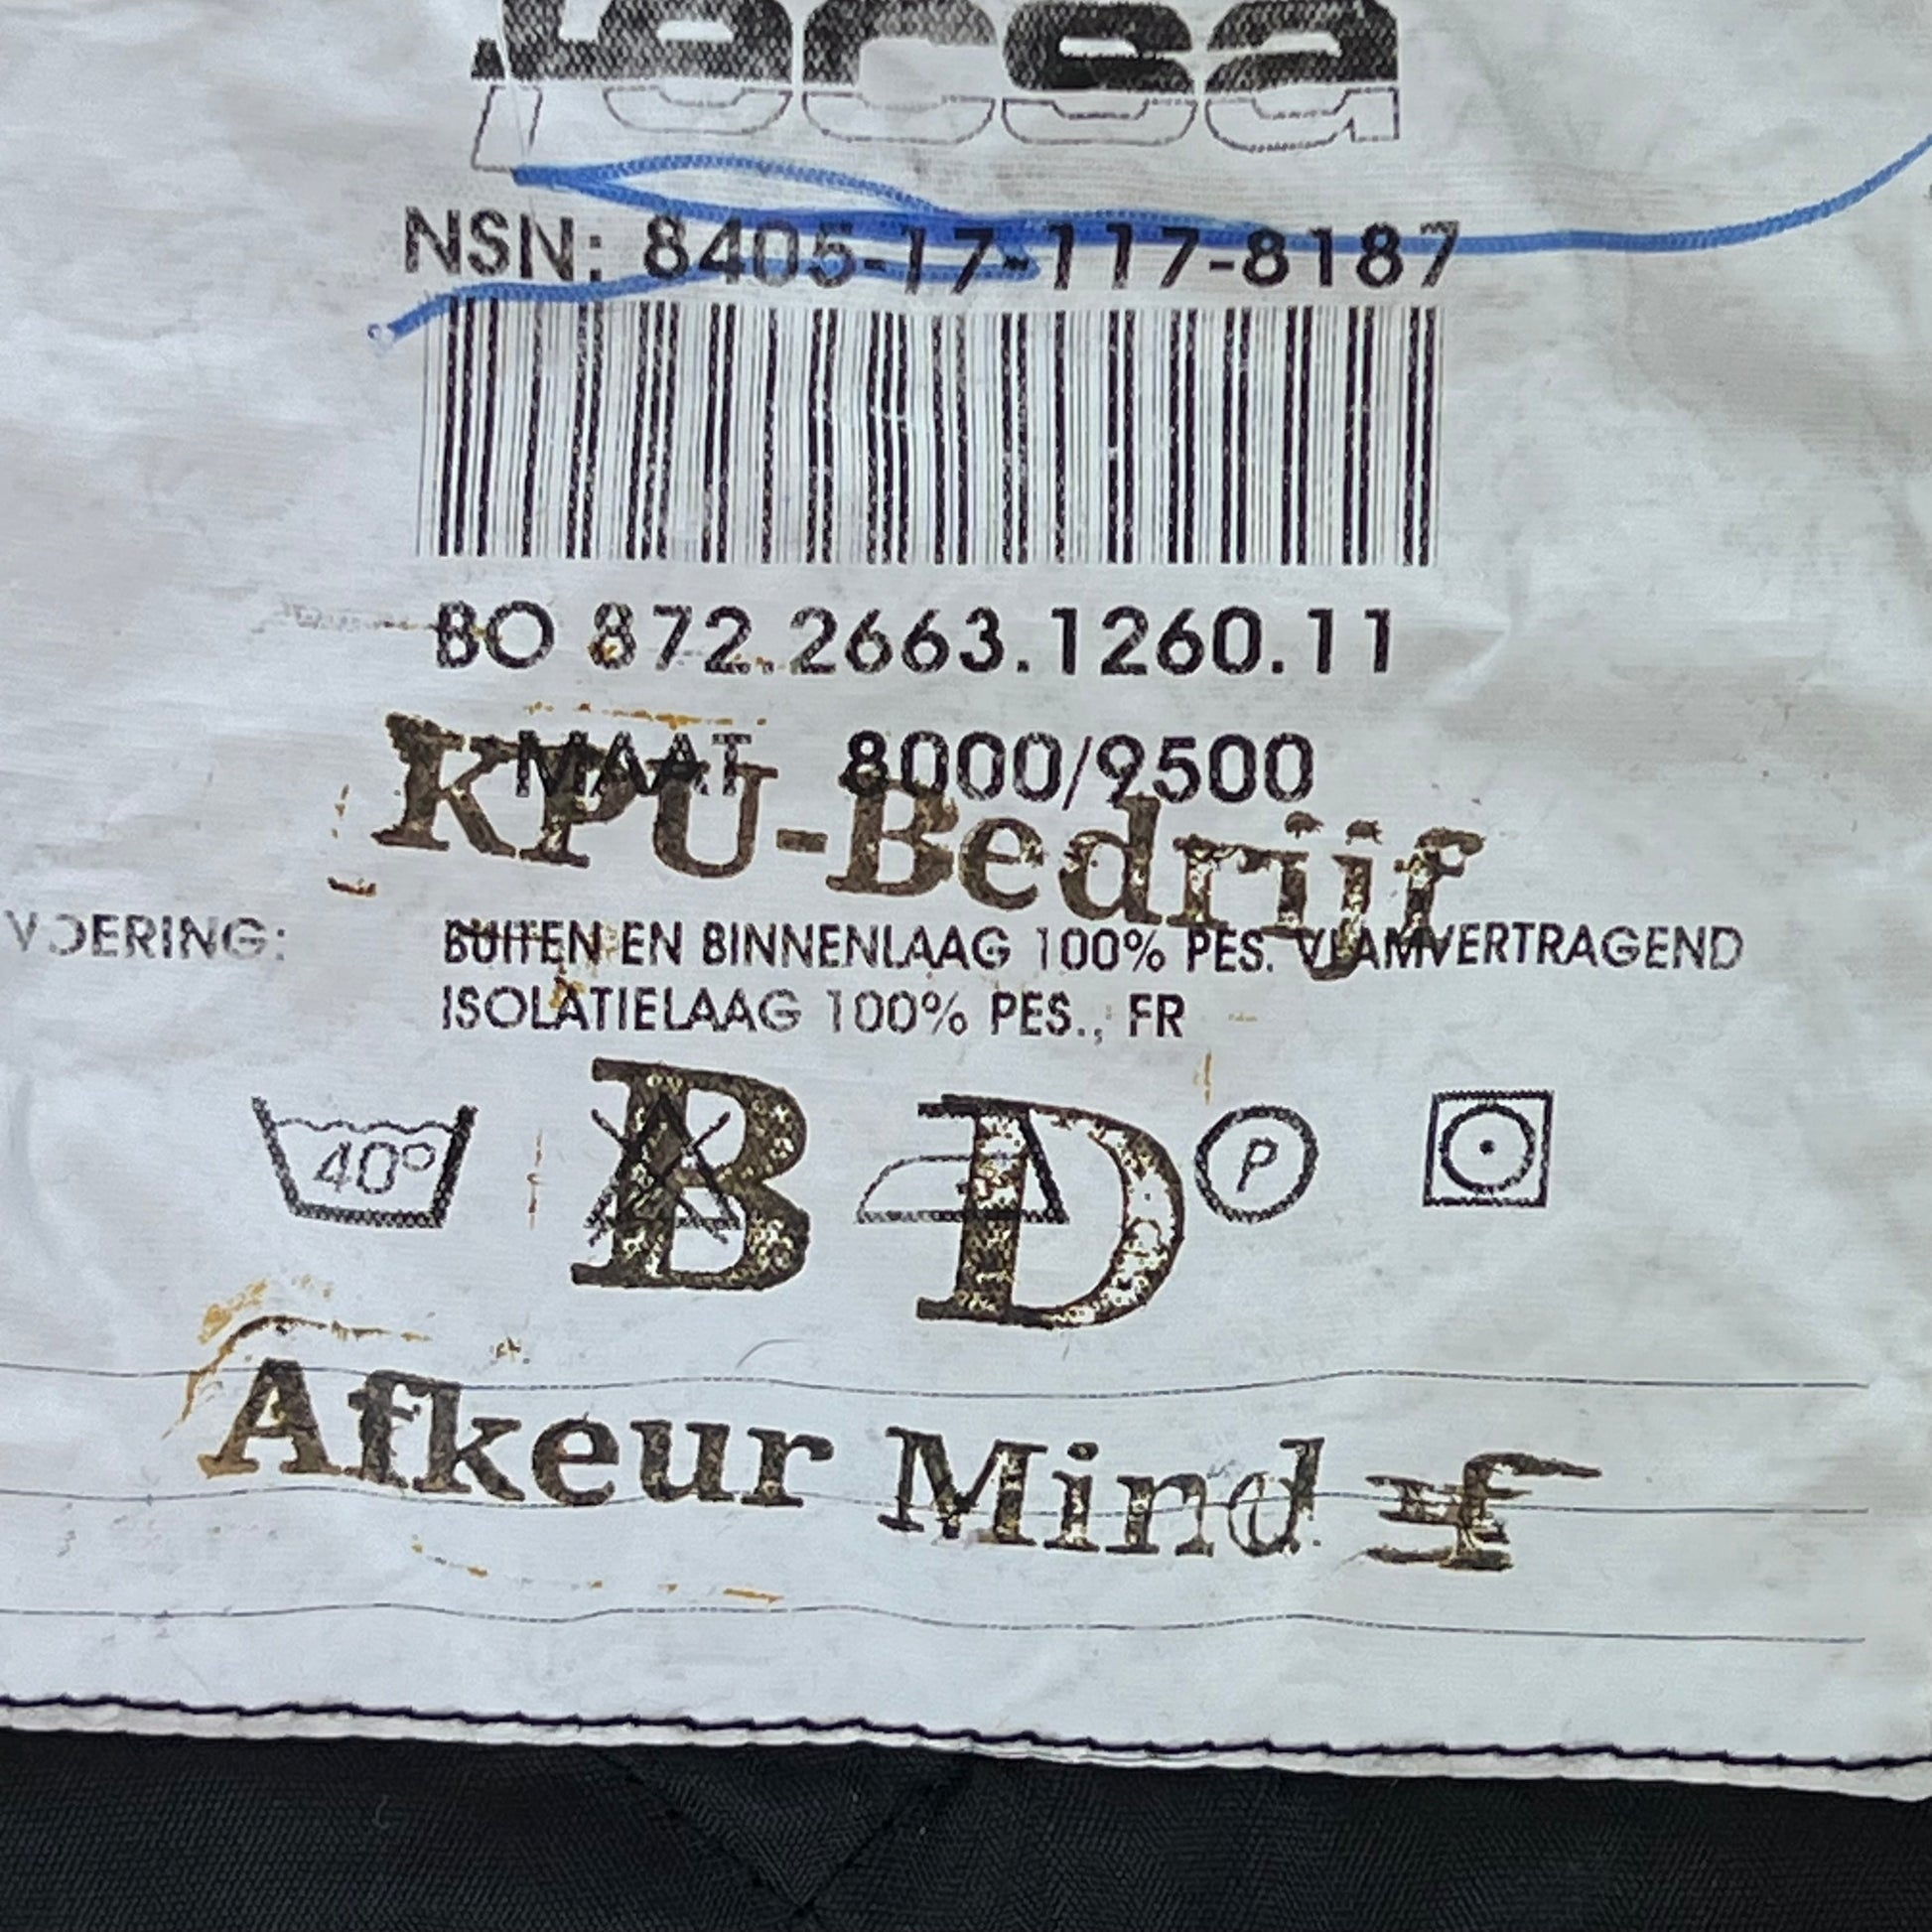 NSN: 8405-17-117-8187
BO 872.2663.1260.11
MAAT 8000/9500
KPU-Bedrijf
VOERING: BUITEN EN BINNENLAAG 100% PES. VLAMVERTRAGEND
ISOLATIELAAG 100% PES., FR
40°
P
B D
Afkeur Mind